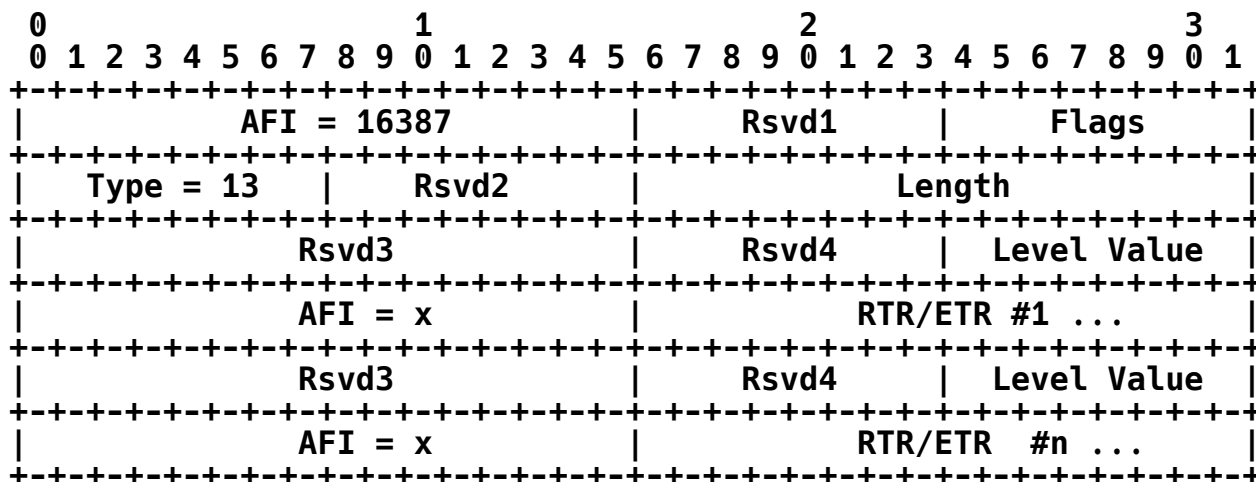 0                   1                   2                   3
 0 1 2 3 4 5 6 7 8 9 0 1 2 3 4 5 6 7 8 9 0 1 2 3 4 5 6 7 8 9 0 1
+-+-+-+-+-+-+-+-+-+-+-+-+-+-+-+-+-+-+-+-+-+-+-+-+-+-+-+-+-+-+-+-+
|           AFI = 16387         |     Rsvd1     |     Flags     |
+-+-+-+-+-+-+-+-+-+-+-+-+-+-+-+-+-+-+-+-+-+-+-+-+-+-+-+-+-+-+-+-+
|   Type = 13   |    Rsvd2      |             Length            |
+-+-+-+-+-+-+-+-+-+-+-+-+-+-+-+-+-+-+-+-+-+-+-+-+-+-+-+-+-+-+-+-+
|              Rsvd3            |     Rsvd4     |  Level Value  |
+-+-+-+-+-+-+-+-+-+-+-+-+-+-+-+-+-+-+-+-+-+-+-+-+-+-+-+-+-+-+-+-+
|              AFI = x          |           RTR/ETR #1 ...      |
+-+-+-+-+-+-+-+-+-+-+-+-+-+-+-+-+-+-+-+-+-+-+-+-+-+-+-+-+-+-+-+-+
|              Rsvd3            |     Rsvd4     |  Level Value  |
+-+-+-+-+-+-+-+-+-+-+-+-+-+-+-+-+-+-+-+-+-+-+-+-+-+-+-+-+-+-+-+-+
|              AFI = x          |           RTR/ETR  #n ...     |
+-+-+-+-+-+-+-+-+-+-+-+-+-+-+-+-+-+-+-+-+-+-+-+-+-+-+-+-+-+-+-+-+